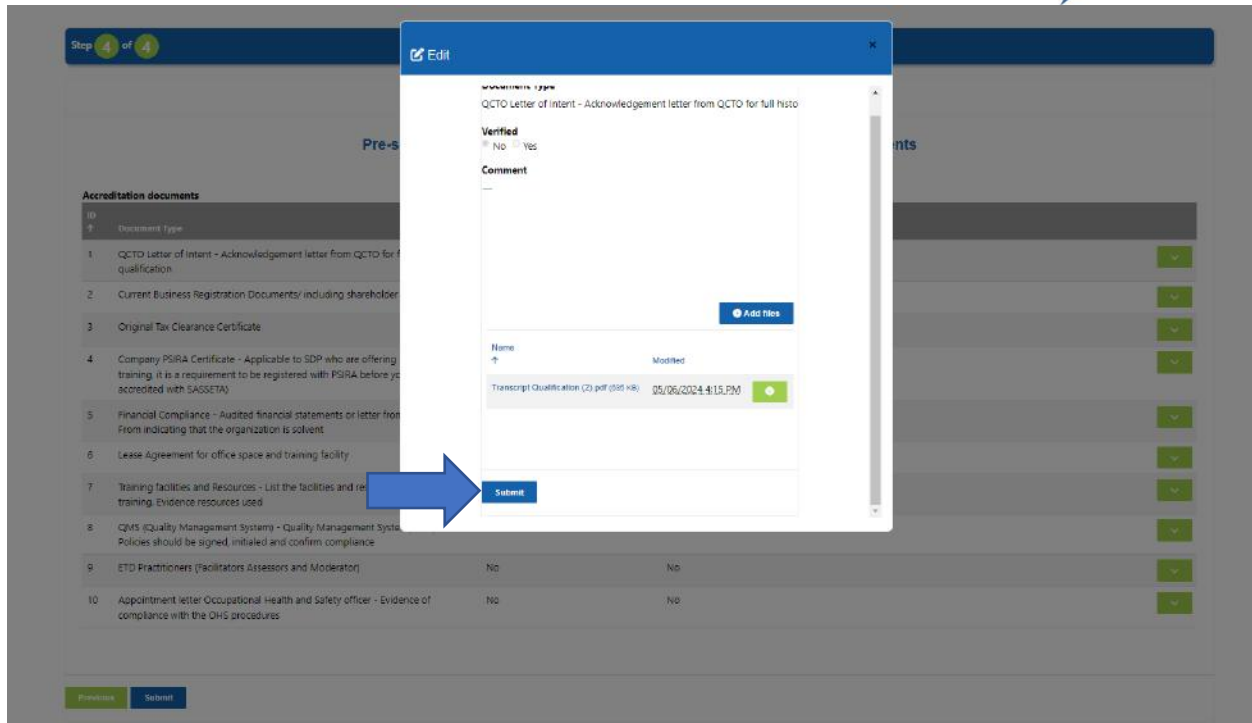 Step 4 of 4
Edit
×
Document Type
QCTO Letter of Intent - Acknowledgement letter from QCTO for full histo
Verified
No Yes
Comment
Add files
Name
↑ Modified
Transcript Qualification (2).pdf (685 KB) 05/06/2024 4:15 PM
Submit
Pre-s
nts
Accreditation documents
ID
↑ Document Type
1 QCTO Letter of Intent - Acknowledgement letter from QCTO for f
qualification
2 Current Business Registration Documents/ including shareholder
3 Original Tax Clearance Certificate
4 Company PSIRA Certificate - Applicable to SDP who are offering
training, it is a requirement to be registered with PSIRA before yo
accredited with SASSETA)
5 Financial Compliance - Audited financial statements or letter from
From indicating that the organization is solvent
6 Lease Agreement for office space and training facility
7 Training facilities and Resources - List the facilities and re
training. Evidence resources used
8 QMS (Quality Management System) - Quality Management Syste
Policies should be signed, initialed and confirm compliance
9 ETD Practitioners (Facilitators Assessors and Moderator) No No
10 Appointment letter Occupational Health and Safety officer - Evidence of No No
compliance with the OHS procedures
Previous Submit